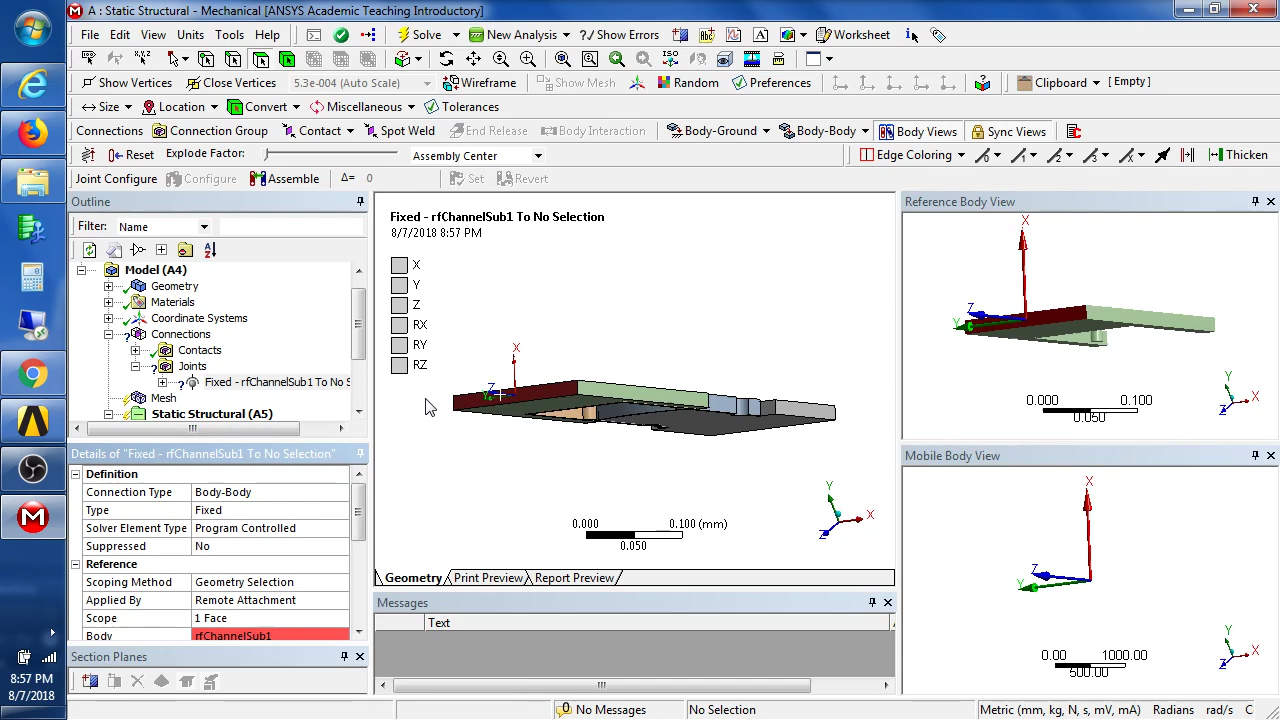 A : Static Structural - Mechanical [ANSYS Academic Teaching Introductory]
File Edit View Units Tools Help Solve New Analysis ?/ Show Errors A Worksheet
Show Vertices Close Vertices 5.3e-004 (Auto Scale) Wireframe Show Mesh Random Preferences Clipboard [ Empty ]
Size Location Convert Miscellaneous Tolerances
Connections Connection Group Contact Spot Weld End Release Body Interaction Body-Ground Body-Body Body Views Sync Views
Reset Explode Factor: Assembly Center Edge Coloring Thicken
Joint Configure Configure Assemble Δ= 0 Set Revert
Outline
Filter: Name
Model (A4)
Geometry
Materials
Coordinate Systems
Connections
Contacts
Joints
Fixed - rfChannelSub1 To No S
Mesh
Static Structural (A5)
Details of "Fixed - rfChannelSub1 To No Selection"
Definition
Connection Type Body-Body
Type Fixed
Solver Element Type Program Controlled
Suppressed No
Reference
Scoping Method Geometry Selection
Applied By Remote Attachment
Scope 1 Face
Body rfChannelSub1
Section Planes
Fixed - rfChannelSub1 To No Selection
8/7/2018 8:57 PM
X
Y
Z
RX
RY
RZ
X
Z
Y
Y
X
Z
0.000 0.100 (mm)
0.050
Geometry Print Preview Report Preview
Messages
Text
Reference Body View
X
Z
Y
Y
X
Z
0.000 0.100
0.050
Mobile Body View
X
Z
Y
Y
X
Z
0.00 1000.00
500.00
No Messages No Selection Metric (mm, kg, N, s, mV, mA) Radians rad/s C
8:57 PM
8/7/2018